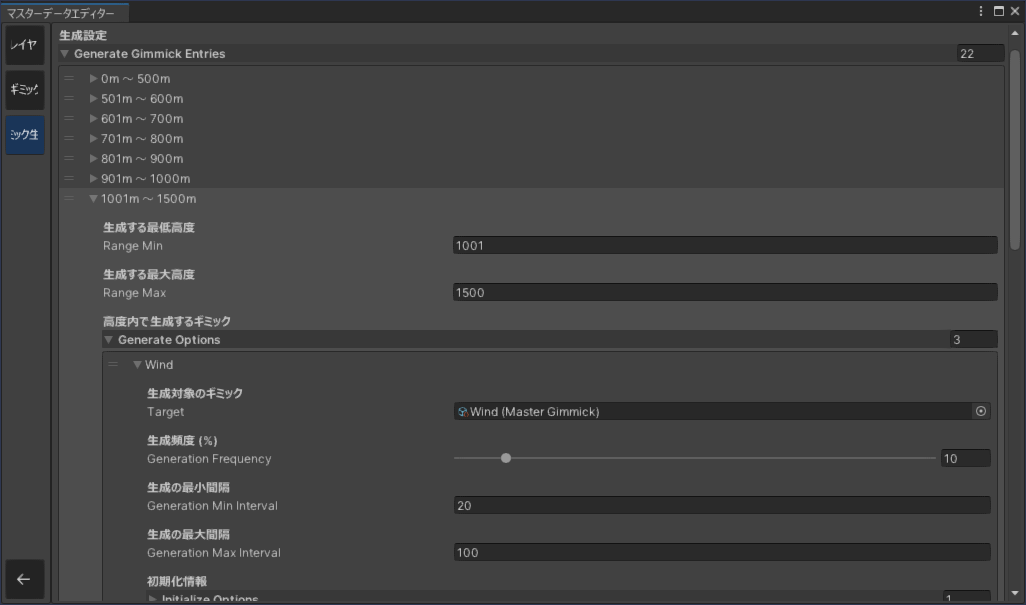 マスターデータエディター
レイヤ
ギミック
ミック生
生成設定
Generate Gimmick Entries 22
0m ～ 500m
501m ～ 600m
601m ～ 700m
701m ～ 800m
801m ～ 900m
901m ～ 1000m
1001m ～ 1500m
生成する最低高度
Range Min 1001
生成する最大高度
Range Max 1500
高度内で生成するギミック
Generate Options 3
Wind
生成対象のギミック
Target Wind (Master Gimmick)
生成頻度 (%)
Generation Frequency 10
生成の最小間隔
Generation Min Interval 20
生成の最大間隔
Generation Max Interval 100
初期化情報
Initialize Options 1